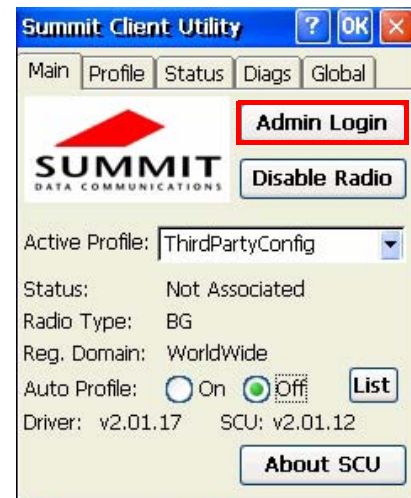 Summit Client Utility ? OK ×
Main Profile Status Diags Global
Admin Login
SUMMIT
DATA COMMUNICATIONS
Disable Radio
Active Profile: ThirdPartyConfig
Status: Not Associated
Radio Type: BG
Reg. Domain: WorldWide
Auto Profile: On Off List
Driver: v2.01.17 SCU: v2.01.12
About SCU